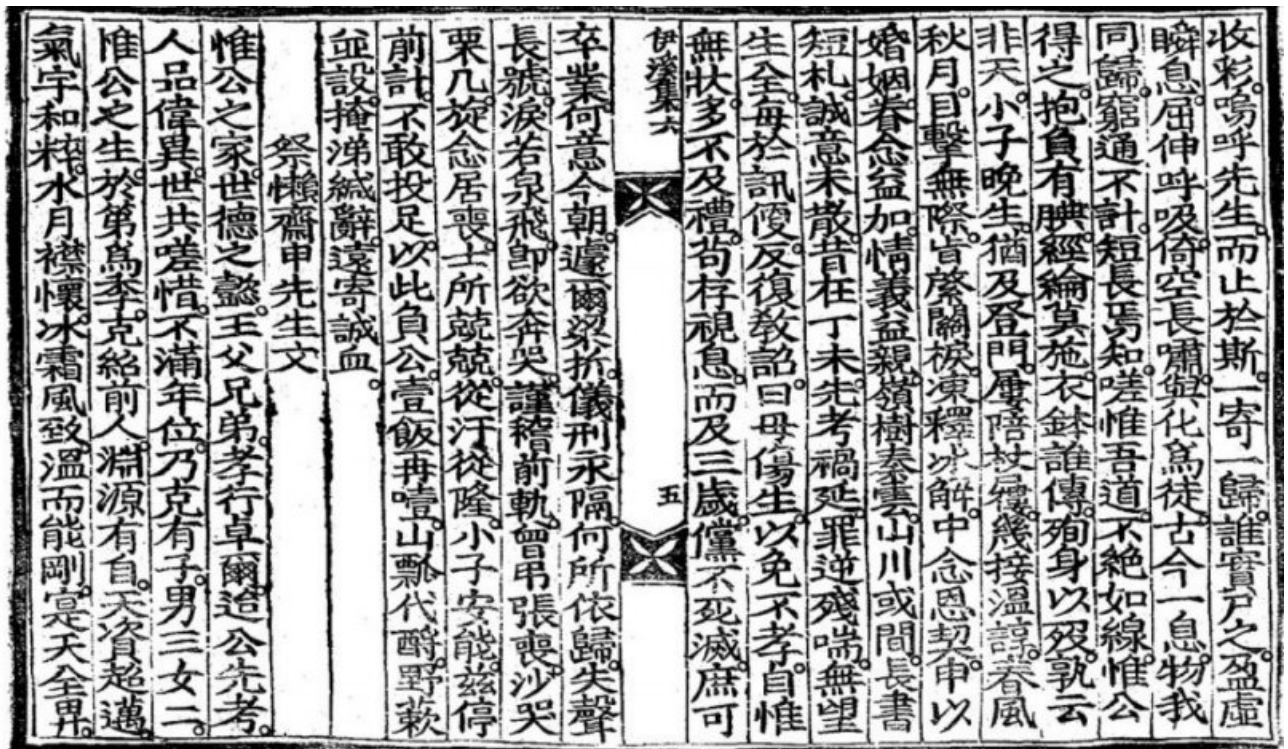 收彩嗚呼先生而止於斯一寄一歸誰實尸之盈虛
瞬息屈伸呼吸倚空長嘯與化爲徒古今一息物我
同歸窮通不計短長焉知嗟惟吾道不絶如線惟公
得之抱負有腆經綸莫施衣鉢誰傳殉身以歿孰云
非天小子晚生猶及登門屢陪杖屨幾接溫諄春風
秋月目擊無際旨綮關棙凍釋氷解中念恩契申以
婚姻眷念益加情義益親嶺樹秦雲山川或間長書
短札誠意未散昔在丁未先考禍延罪逆殘喘無望
生全每於訊便反復敎詔曰毋傷生以免不孝自惟
無狀多不及禮苟存視息而及三歲儻不死滅庶可
伊溪集六 五
卒業何意今朝遽爾梁折儀刑永隔何所依歸失聲
長號淚若泉飛卽欲奔哭謹稽前軌曾弔張喪沙哭
栗几旋念居喪士所兢兢從汙從隆小子安能玆停
前計不敢投足以此負公壹飯再噎山瓢代酹野蔌
並設掩涕緘辭遠寄誠血
祭懶齋申先生文
惟公之家世德之懿王父兄弟孝行卓爾迨公先考
人品偉異世共嗟惜不滿年位乃克有子男三女二
惟公之生於第爲季克紹前人淵源有自天資超邁
氣宇和粹水月襟懷冰霜風致溫而能剛寔天全畀